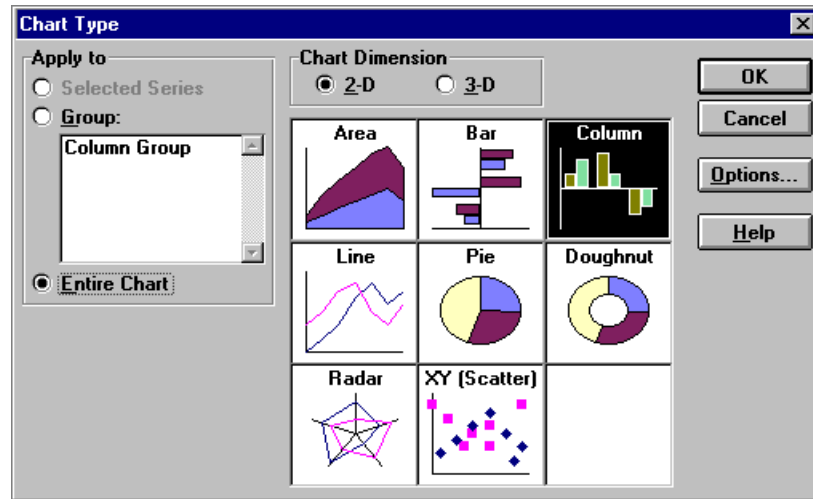 Chart Type
Apply to
Selected Series
Group:
Column Group
Entire Chart
Chart Dimension
2-D
3-D
Area
Bar
Column
Line
Pie
Doughnut
Radar
XY (Scatter)
OK
Cancel
Options...
Help